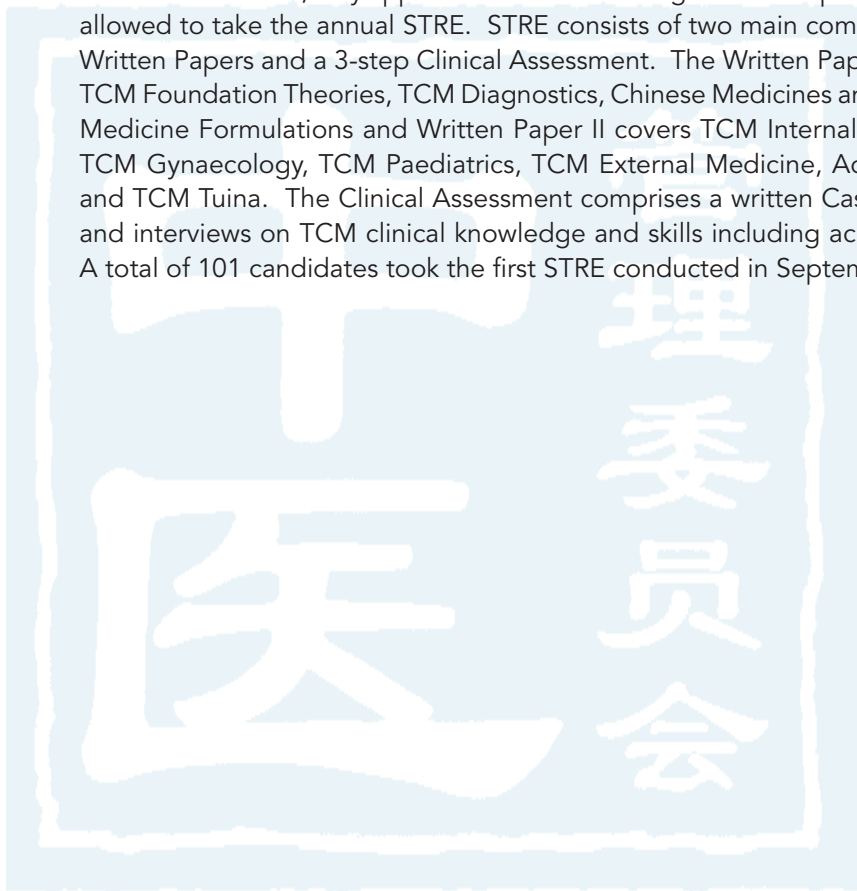 allowed to take the annual STRE. STRE consists of two main com
Written Papers and a 3-step Clinical Assessment. The Written Pap
TCM Foundation Theories, TCM Diagnostics, Chinese Medicines ar
Medicine Formulations and Written Paper II covers TCM Internal
TCM Gynaecology, TCM Paediatrics, TCM External Medicine, Ac
and TCM Tuina. The Clinical Assessment comprises a written Cas
and interviews on TCM clinical knowledge and skills including ac
A total of 101 candidates took the first STRE conducted in Septem
中医
管理委员会